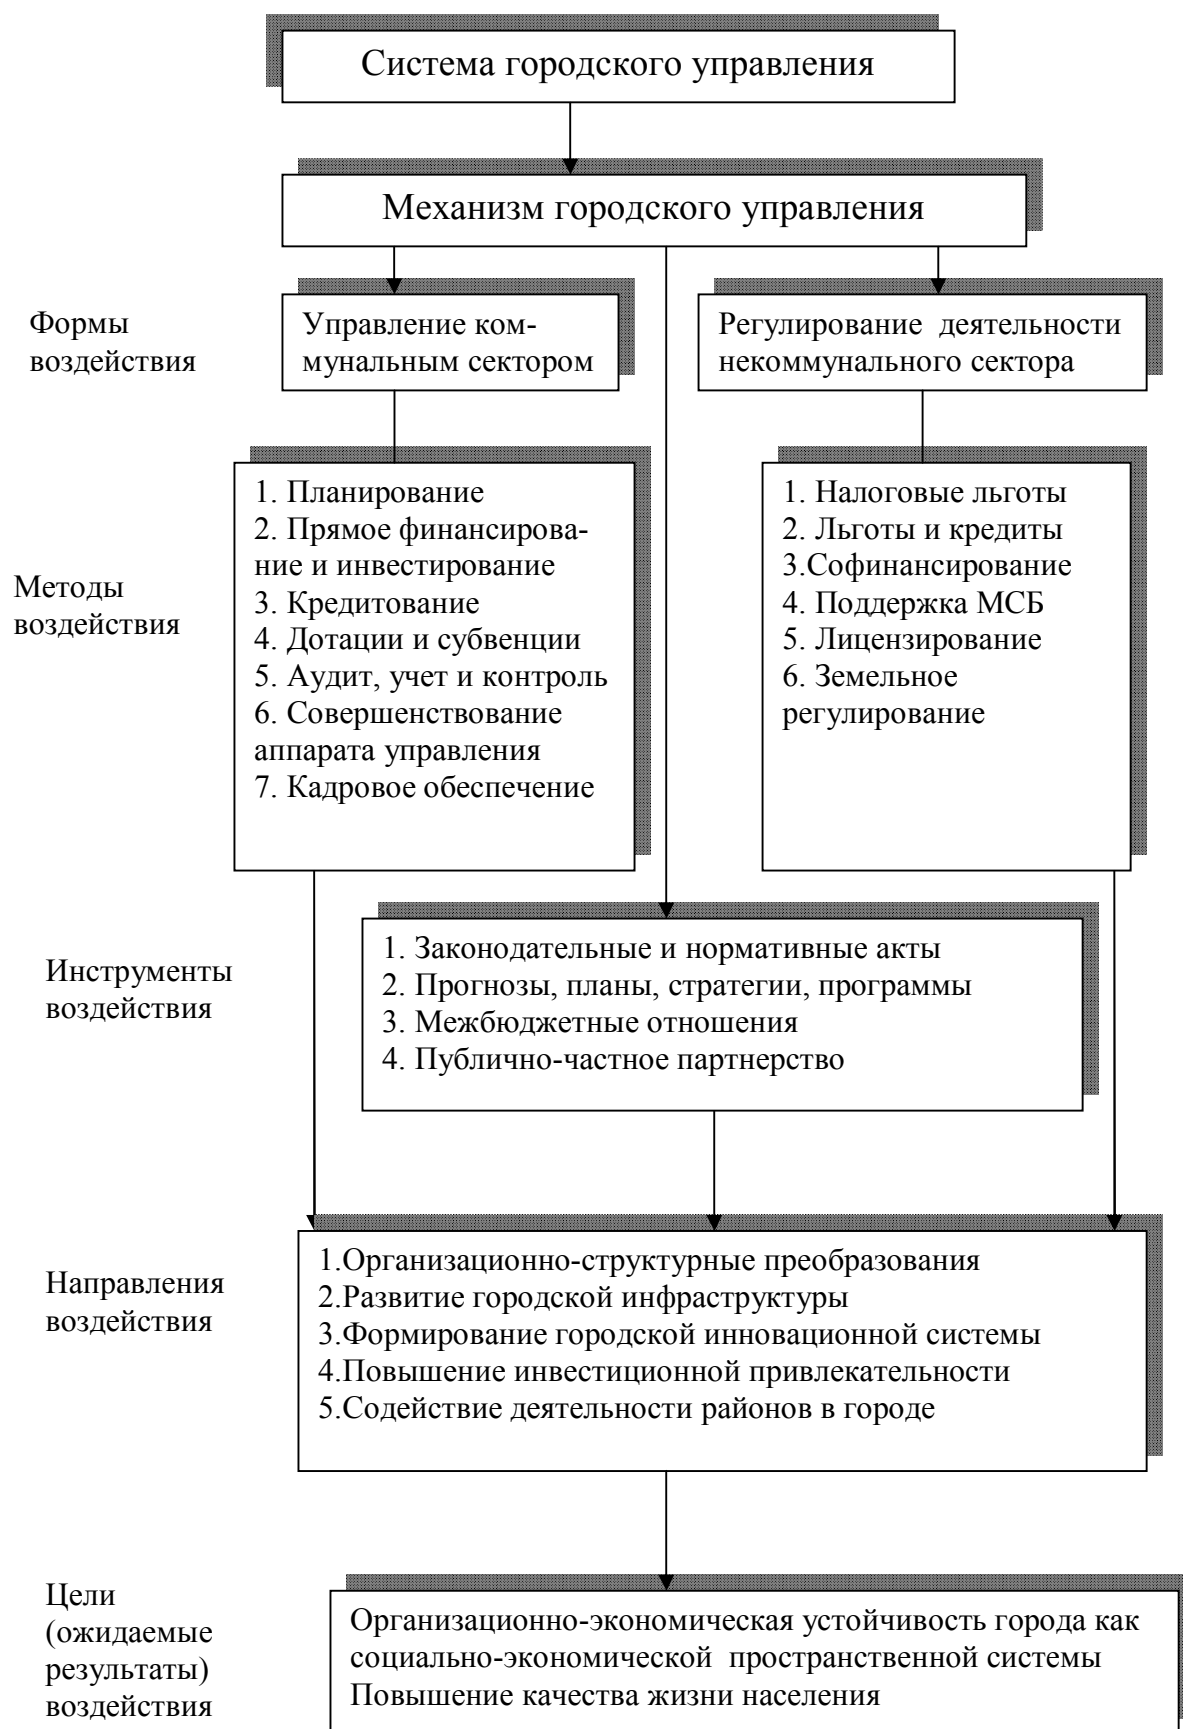 Система городского управления
Механизм городского управления
Формы
воздействия
Управление ком-
мунальным сектором
Регулирование деятельности
некоммунального сектора
Методы
воздействия
1. Планирование
2. Прямое финансирова-
ние и инвестирование
3. Кредитование
4. Дотации и субвенции
5. Аудит, учет и контроль
6. Совершенствование
аппарата управления
7. Кадровое обеспечение
1. Налоговые льготы
2. Льготы и кредиты
3.Софинансирование
4. Поддержка МСБ
5. Лицензирование
6. Земельное
регулирование
Инструменты
воздействия
1. Законодательные и нормативные акты
2. Прогнозы, планы, стратегии, программы
3. Межбюджетные отношения
4. Публично-частное партнерство
Направления
воздействия
1.Организационно-структурные преобразования
2.Развитие городской инфраструктуры
3.Формирование городской инновационной системы
4.Повышение инвестиционной привлекательности
5.Содействие деятельности районов в городе
Цели
(ожидаемые
результаты)
воздействия
Организационно-экономическая устойчивость города как
социально-экономической пространственной системы
Повышение качества жизни населения